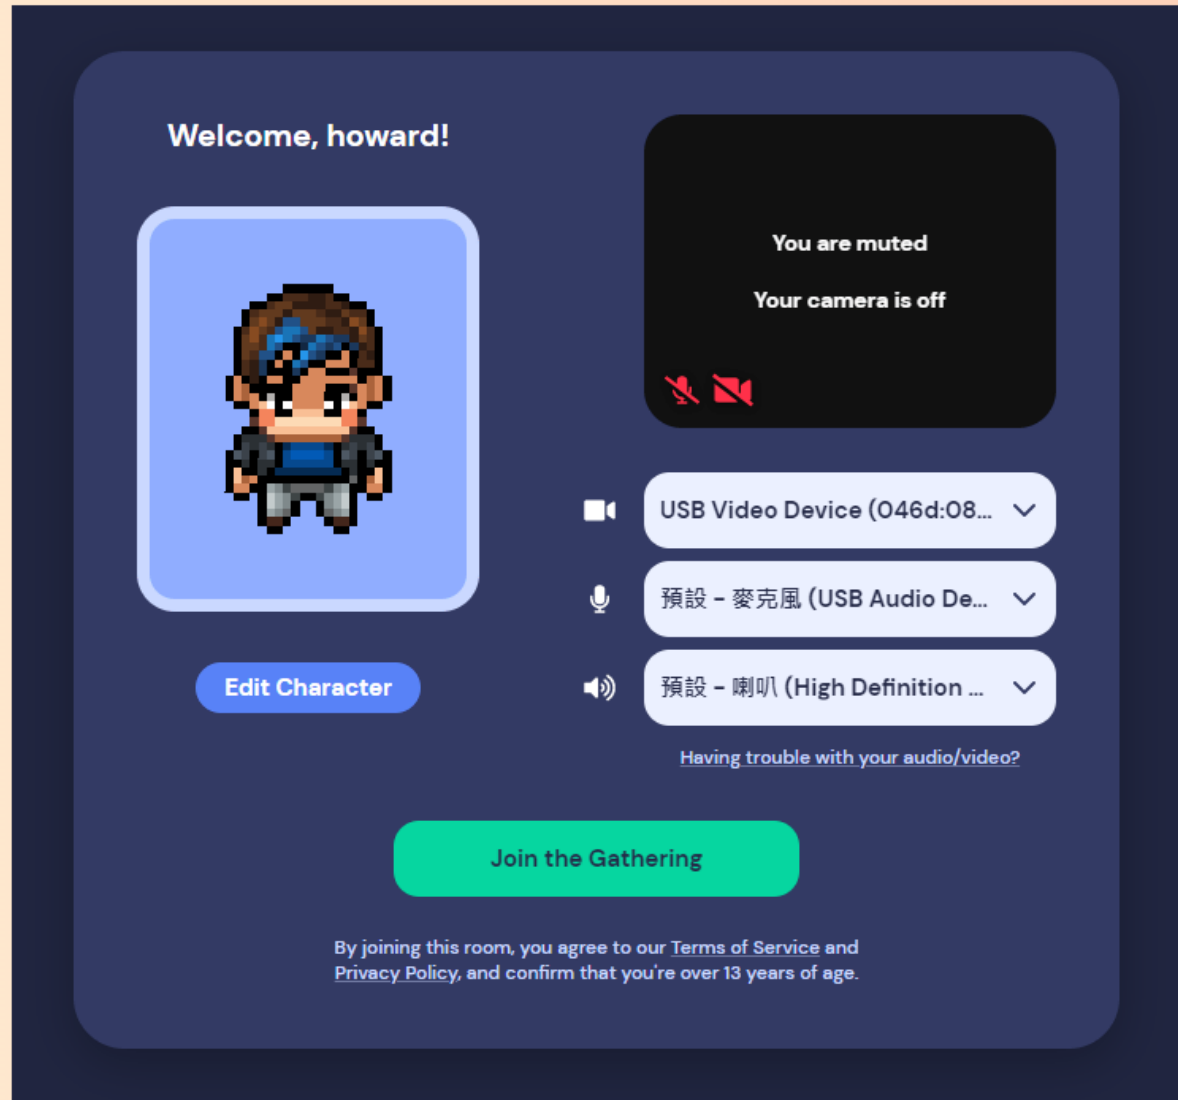 Welcome, howard!
You are muted
Your camera is off
USB Video Device (046d:08...
預設 - 麥克風 (USB Audio De...
Edit Character
預設 - 喇叭 (High Definition ...
Having trouble with your audio/video?
Join the Gathering
By joining this room, you agree to our Terms of Service and
Privacy Policy, and confirm that you're over 13 years of age.